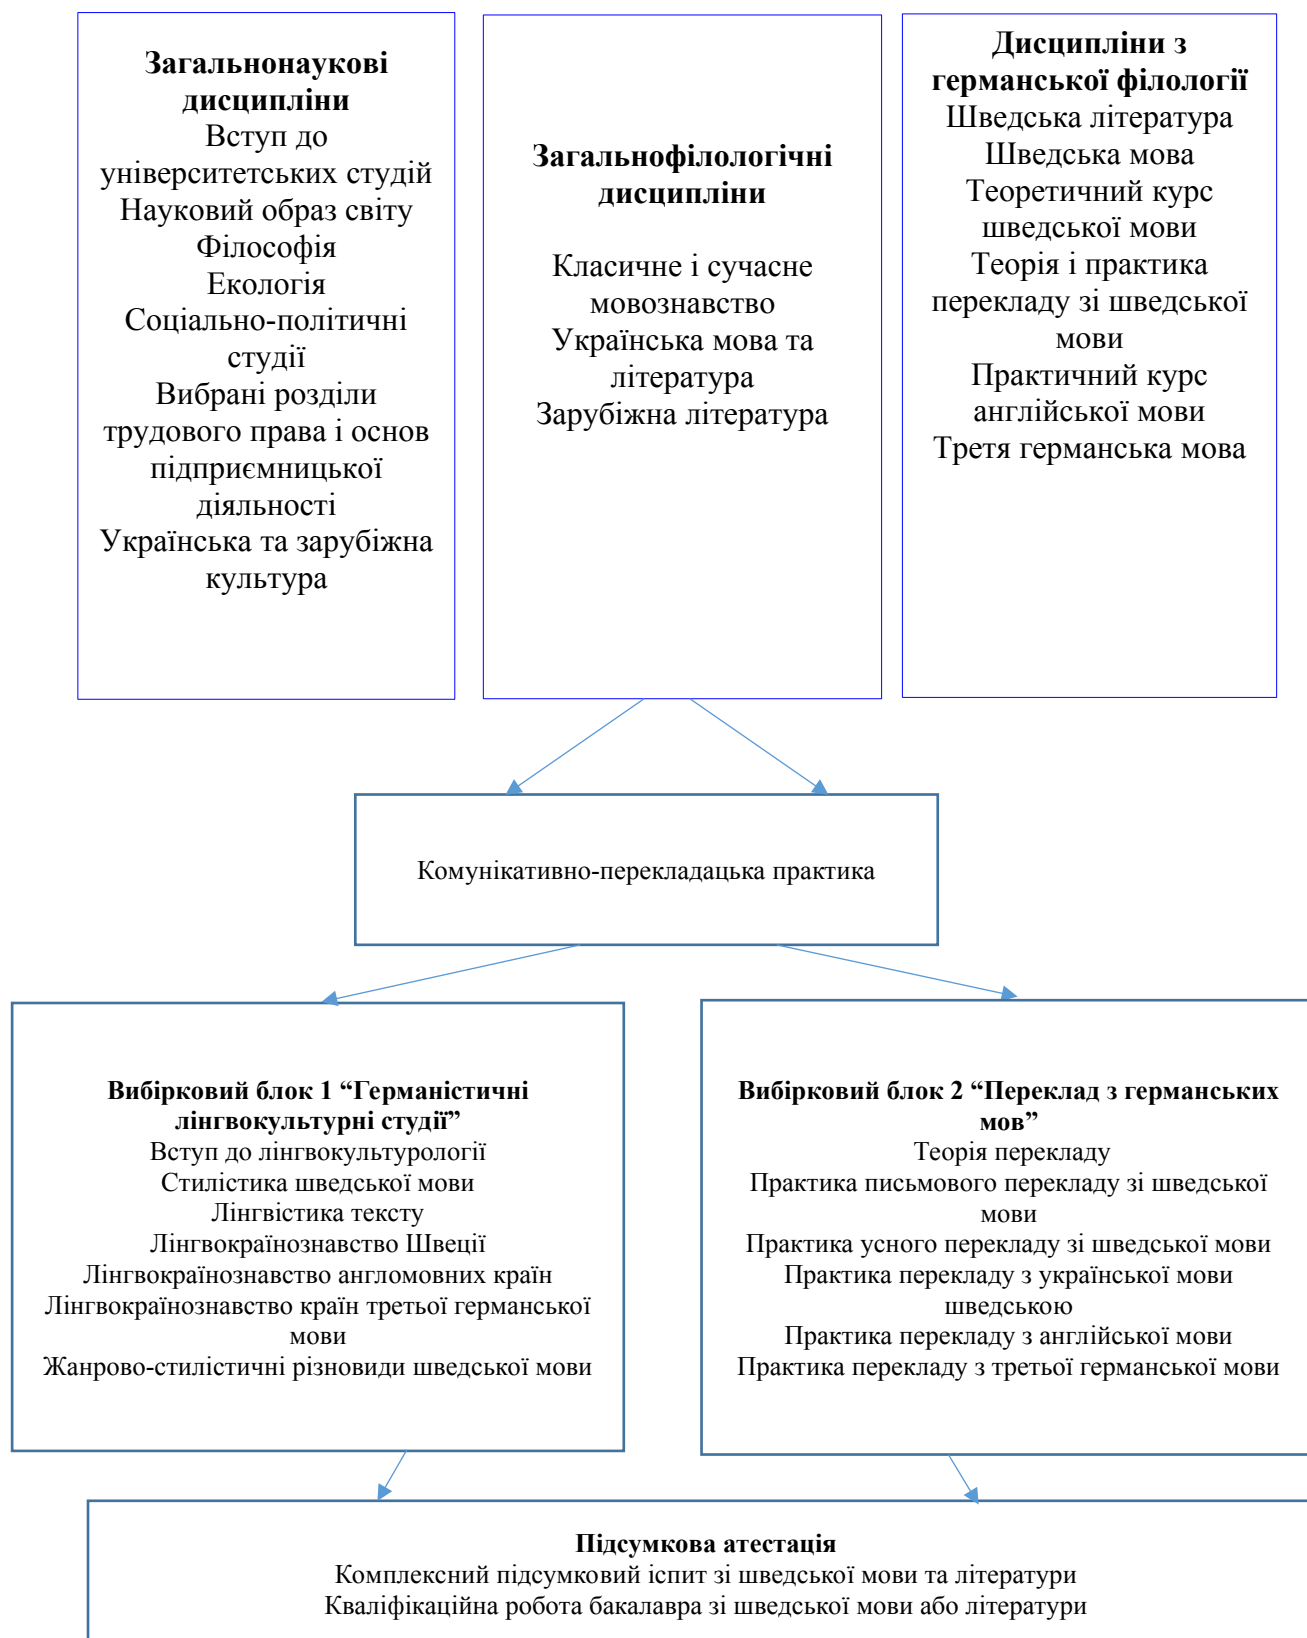 Загальнонаукові
дисципліни
Вступ до
університетських студій
Науковий образ світу
Філософія
Екологія
Соціально-політичні
студії
Вибрані розділи
трудового права і основ
підприємницької
діяльності
Українська та зарубіжна
культура
Загальнофілологічні
дисципліни
Класичне і сучасне
мовознавство
Українська мова та
література
Зарубіжна література
Дисципліни з
германської філології
Шведська література
Шведська мова
Теоретичний курс
шведської мови
Теорія і практика
перекладу зі шведської
мови
Практичний курс
англійської мови
Третя германська мова
Комунікативно-перекладацька практика
Вибірковий блок 1 “Германістичні
лінгвокультурні студії”
Вступ до лінгвокультурології
Стилістика шведської мови
Лінгвістика тексту
Лінгвокраїнознавство Швеції
Лінгвокраїнознавство англомовних країн
Лінгвокраїнознавство країн третьої германської
мови
Жанрово-стилістичні різновиди шведської мови
Вибірковий блок 2 “Переклад з германських
мов”
Теорія перекладу
Практика письмового перекладу зі шведської
мови
Практика усного перекладу зі шведської мови
Практика перекладу з української мови
шведською
Практика перекладу з англійської мови
Практика перекладу з третьої германської мови
Підсумкова атестація
Комплексний підсумковий іспит зі шведської мови та літератури
Кваліфікаційна робота бакалавра зі шведської мови або літератури